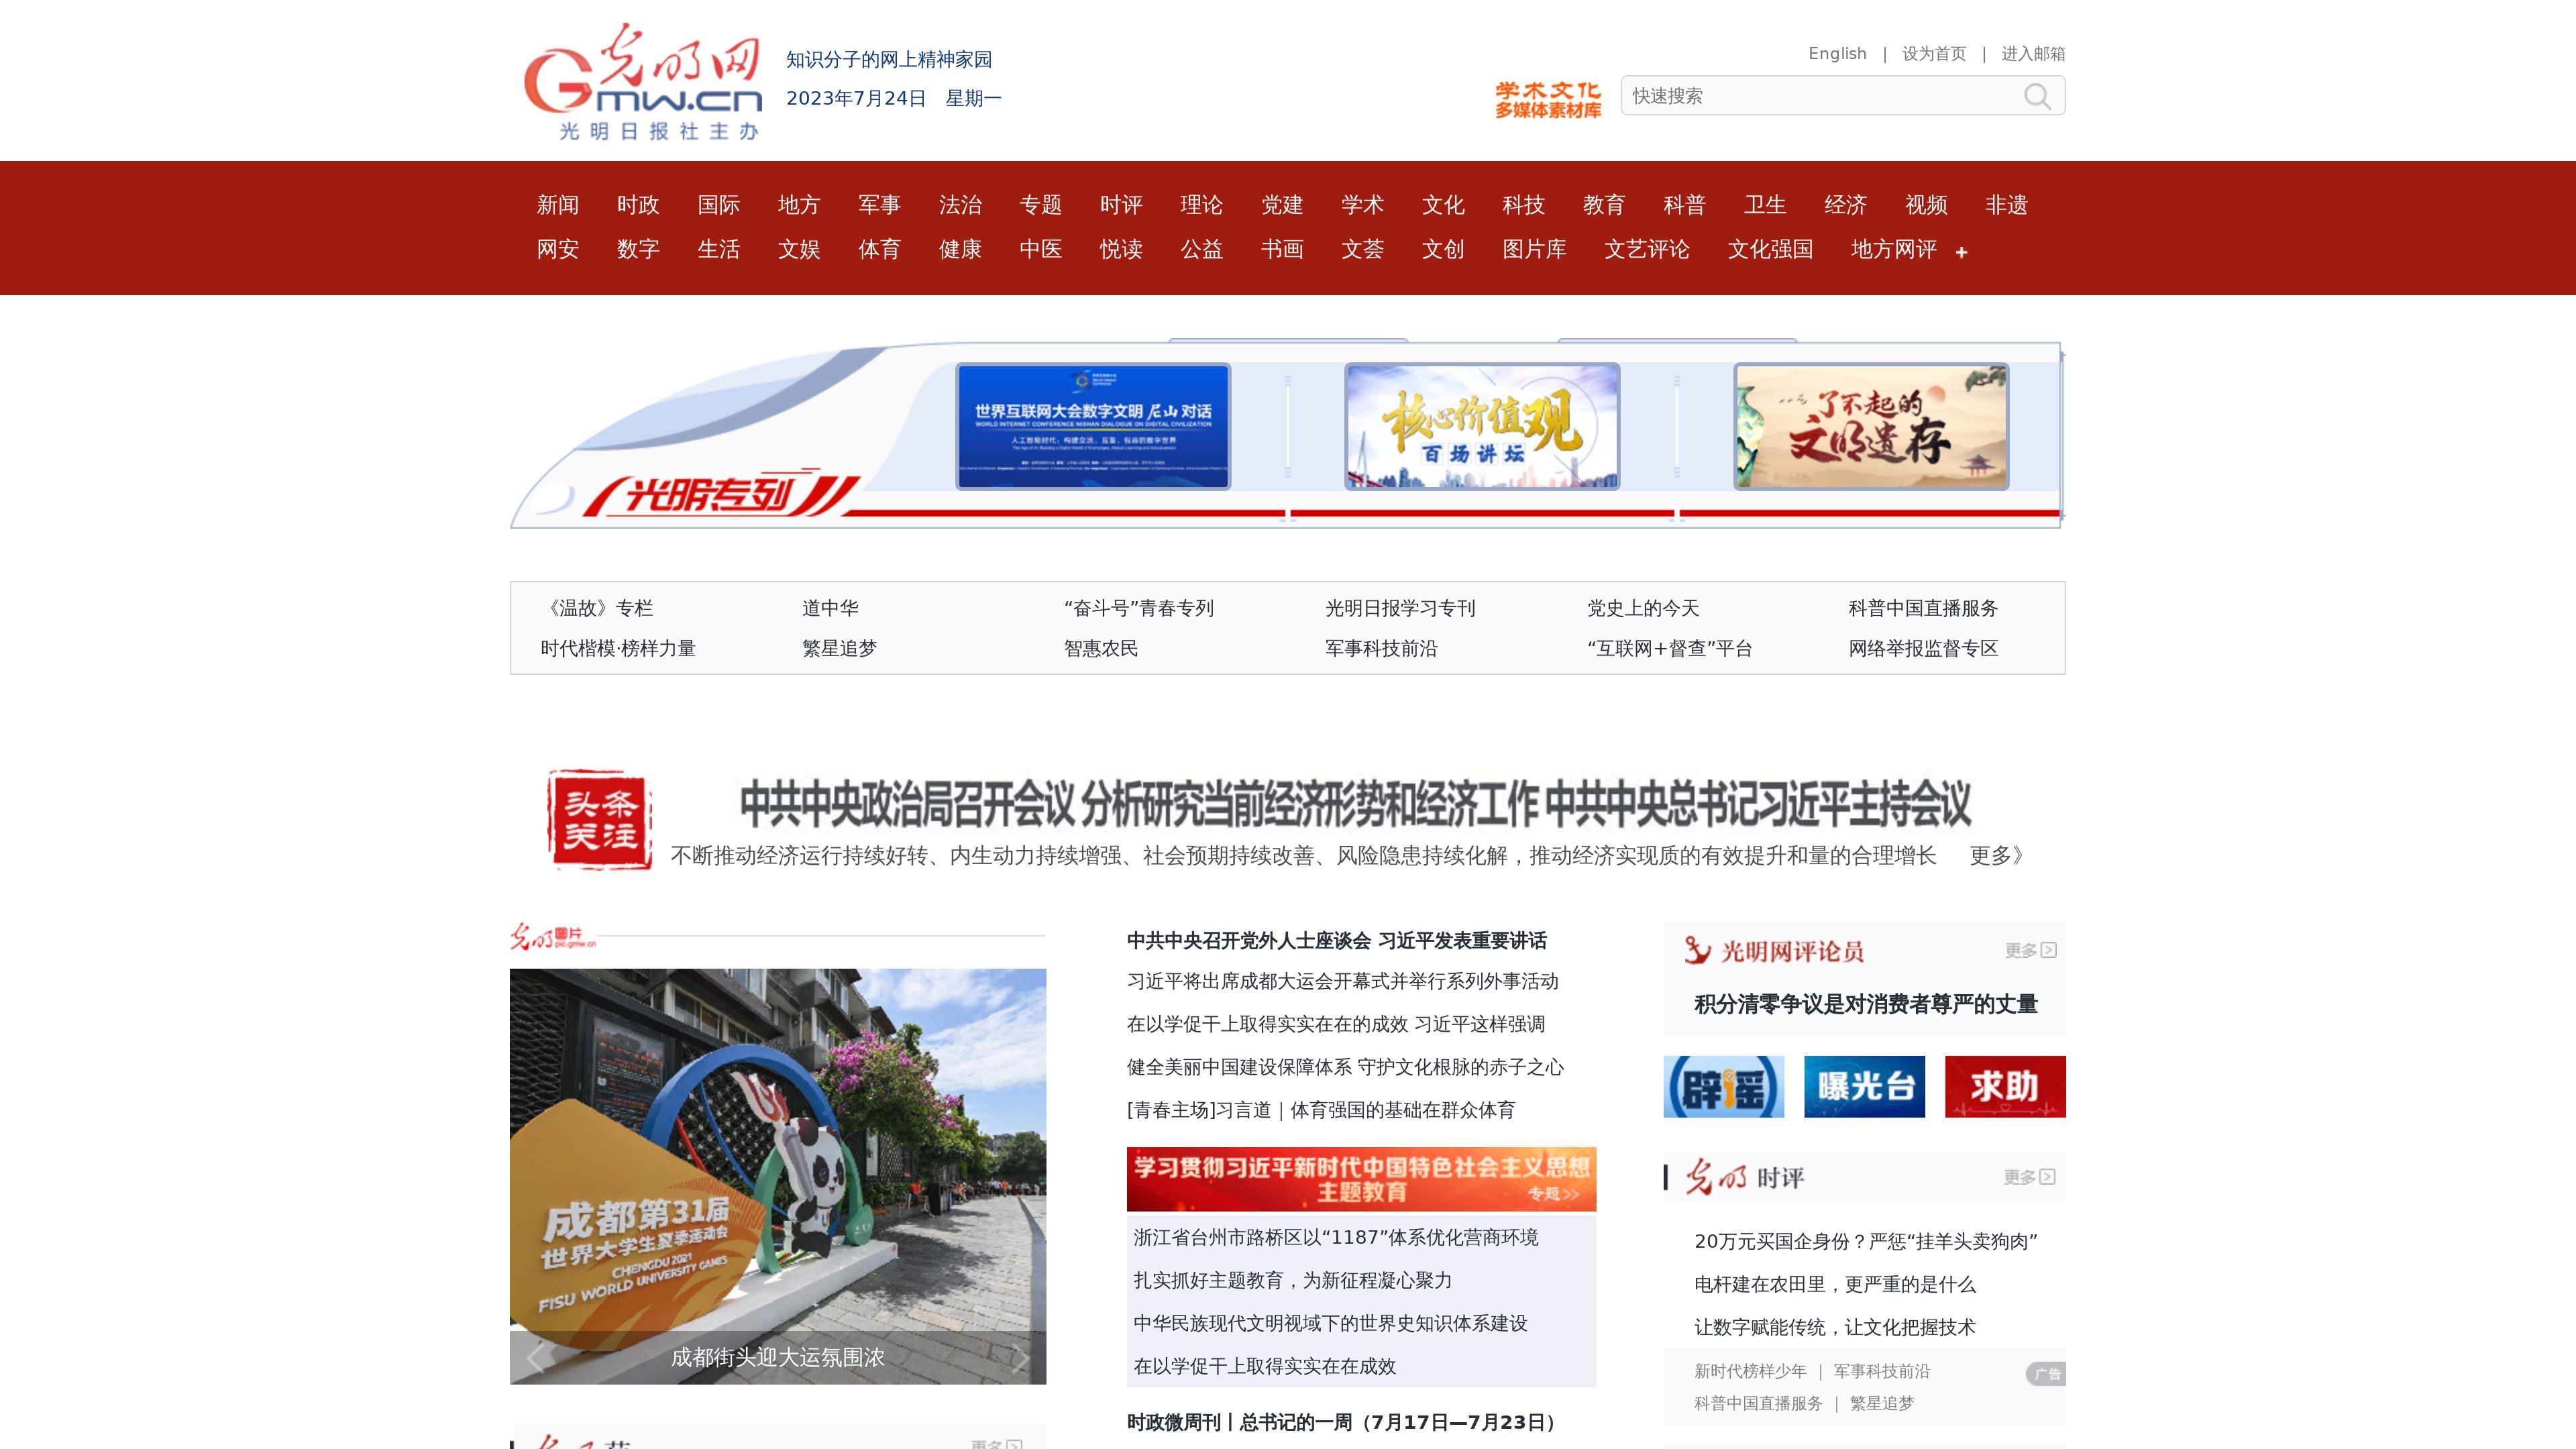 光明网
Gmw.cn
光明日报社主办
知识分子的网上精神家园
2023年7月24日 星期一
English | 设为首页 | 进入邮箱
学术文化
多媒体素材库
快速搜索
新闻 时政 国际 地方 军事 法治 专题 时评 理论 党建 学术 文化 科技 教育 科普 卫生 经济 视频 非遗
网安 数字 生活 文娱 体育 健康 中医 悦读 公益 书画 文荟 文创 图片库 文艺评论 文化强国 地方网评 +
光明专列
世界互联网大会数字文明尼山对话
WORLD INTERNET CONFERENCE NISHAN DIALOGUE ON DIGITAL CIVILIZATION
人工智能时代：构建交流、互鉴、包容的数字世界
核心价值观
百场讲坛
了不起的
文明遗存
《温故》专栏 道中华 “奋斗号”青春专列 光明日报学习专刊 党史上的今天 科普中国直播服务
时代楷模·榜样力量 繁星追梦 智惠农民 军事科技前沿 “互联网+督查”平台 网络举报监督专区
头条
关注
中共中央政治局召开会议 分析研究当前经济形势和经济工作 中共中央总书记习近平主持会议
不断推动经济运行持续好转、内生动力持续增强、社会预期持续改善、风险隐患持续化解，推动经济实现质的有效提升和量的合理增长 更多》
光明图片
pic.gmw.cn
成都第31届
世界大学生夏季运动会
CHENGDU 2021
FISU WORLD UNIVERSITY GAMES
成都街头迎大运氛围浓
光明
更多
中共中央召开党外人士座谈会 习近平发表重要讲话
习近平将出席成都大运会开幕式并举行系列外事活动
在以学促干上取得实实在在的成效 习近平这样强调
健全美丽中国建设保障体系 守护文化根脉的赤子之心
[青春主场]习言道｜体育强国的基础在群众体育
学习贯彻习近平新时代中国特色社会主义思想
主题教育
专题>>
浙江省台州市路桥区以“1187”体系优化营商环境
扎实抓好主题教育，为新征程凝心聚力
中华民族现代文明视域下的世界史知识体系建设
在以学促干上取得实实在在成效
时政微周刊丨总书记的一周（7月17日—7月23日）
光明网评论员
更多
积分清零争议是对消费者尊严的丈量
辟谣
曝光台
求助
光明 时评
更多
20万元买国企身份？严惩“挂羊头卖狗肉”
电杆建在农田里，更严重的是什么
让数字赋能传统，让文化把握技术
新时代榜样少年 | 军事科技前沿
广告
科普中国直播服务 | 繁星追梦